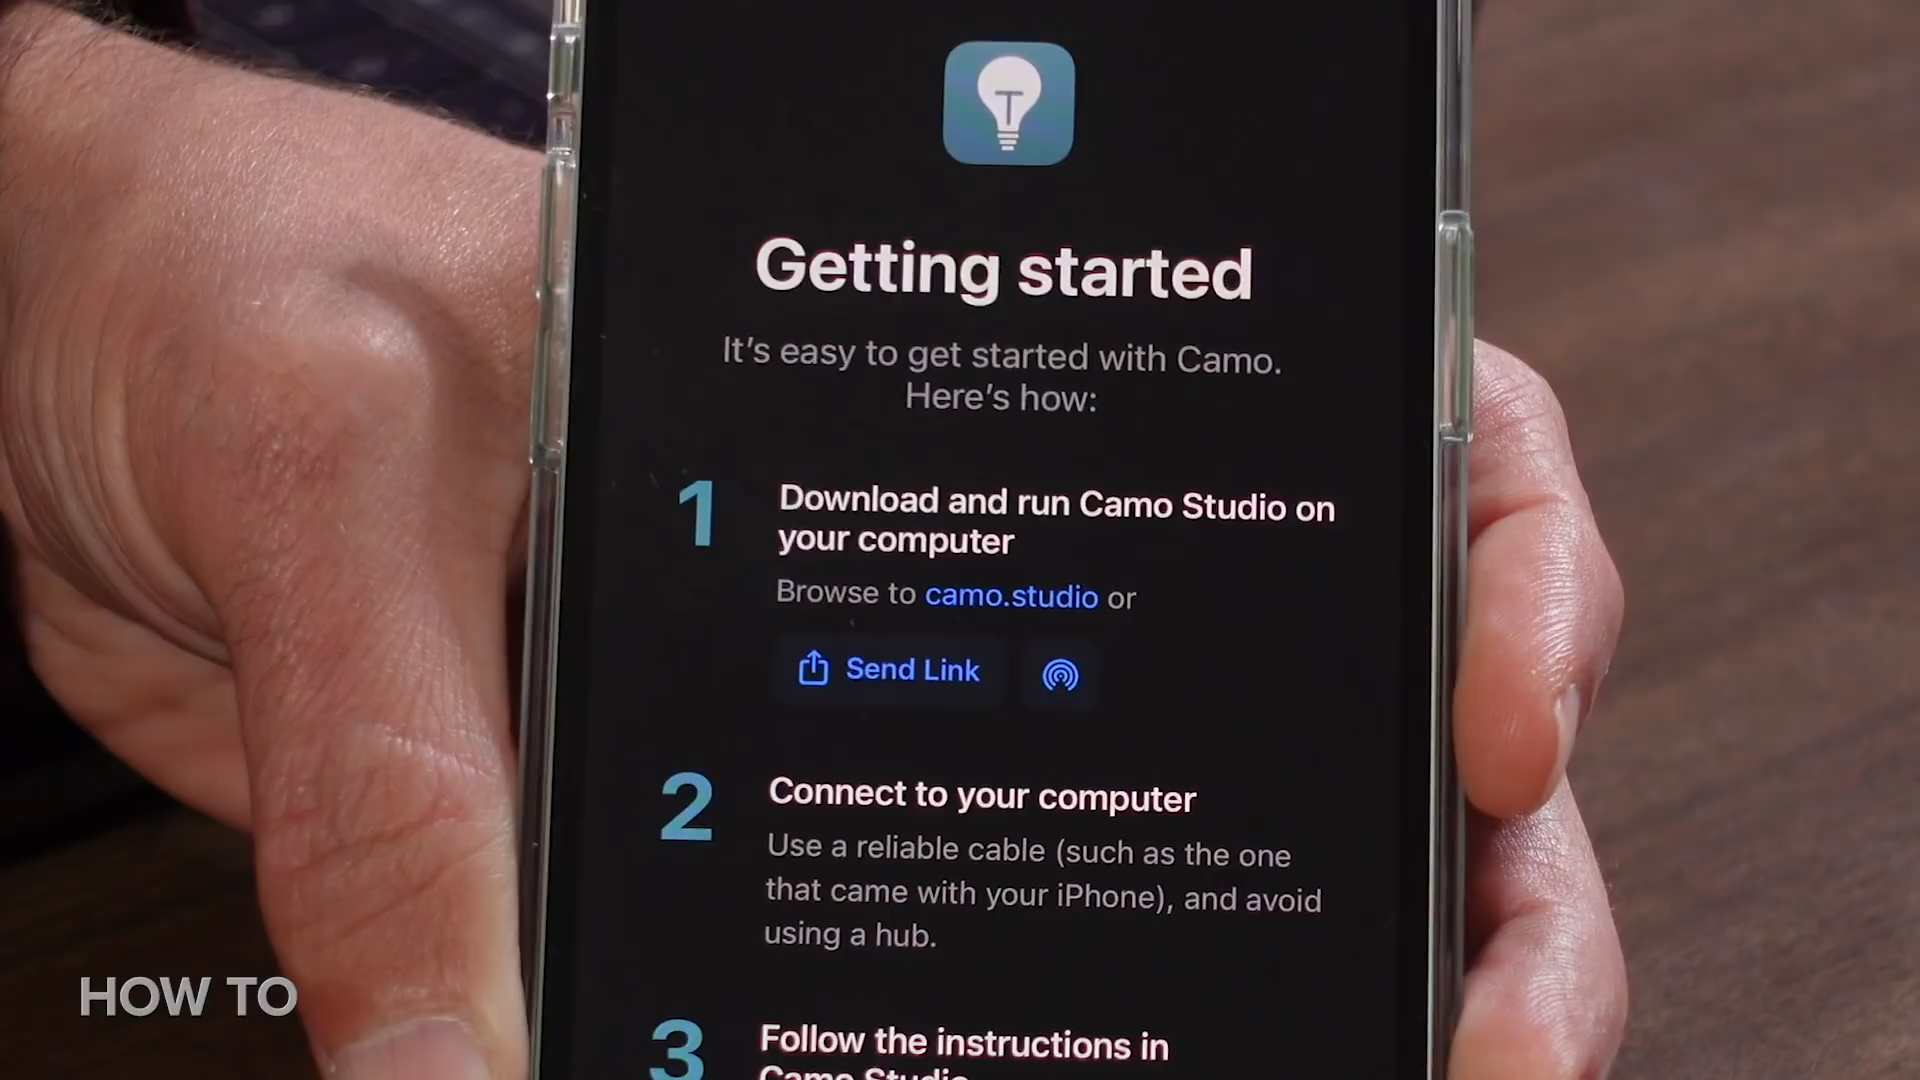 T
Getting started
It's easy to get started with Camo.
Here's how:
1
Download and run Camo Studio on
your computer
Browse to camo.studio or
Send Link
2
Connect to your computer
Use a reliable cable (such as the one
that came with your iPhone), and avoid
using a hub.
3
Follow the instructions in
Camo Studio
HOW TO